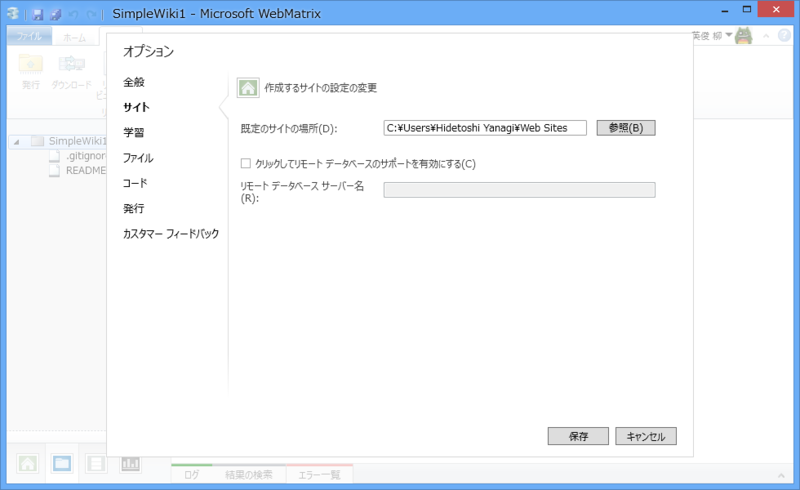 SimpleWiki1 - Microsoft WebMatrix
ファイル
ホーム
英俊 柳
発行
ダウンロード
オプション
全般
サイト
学習
ファイル
コード
発行
カスタマー フィードバック
作成するサイトの設定の変更
既定のサイトの場所(D):
C:¥Users¥Hidetoshi Yanagi¥Web Sites
参照(B)
クリックしてリモート データベースのサポートを有効にする(C)
リモート データベース サーバー名
(R):
SimpleWiki1
.gitignor
README
保存
キャンセル
ログ
結果の検索
エラー一覧